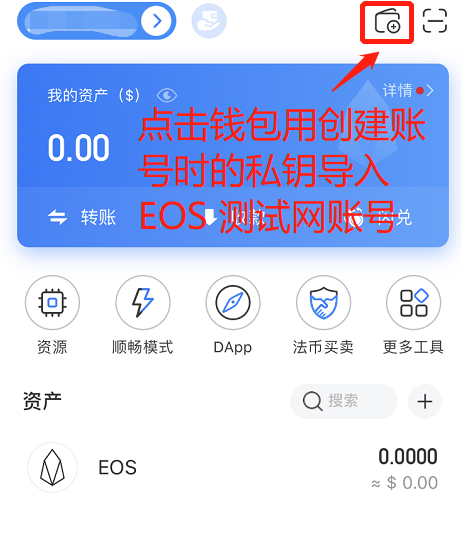 我的资产（$）
详情
0.00
点击钱包用创建账
号时的私钥导入
EOS 测试网账号
转账
收款
闪兑
资源
顺畅模式
DApp
法币买卖
更多工具
资产
搜索
EOS
0.0000
≈ $ 0.00